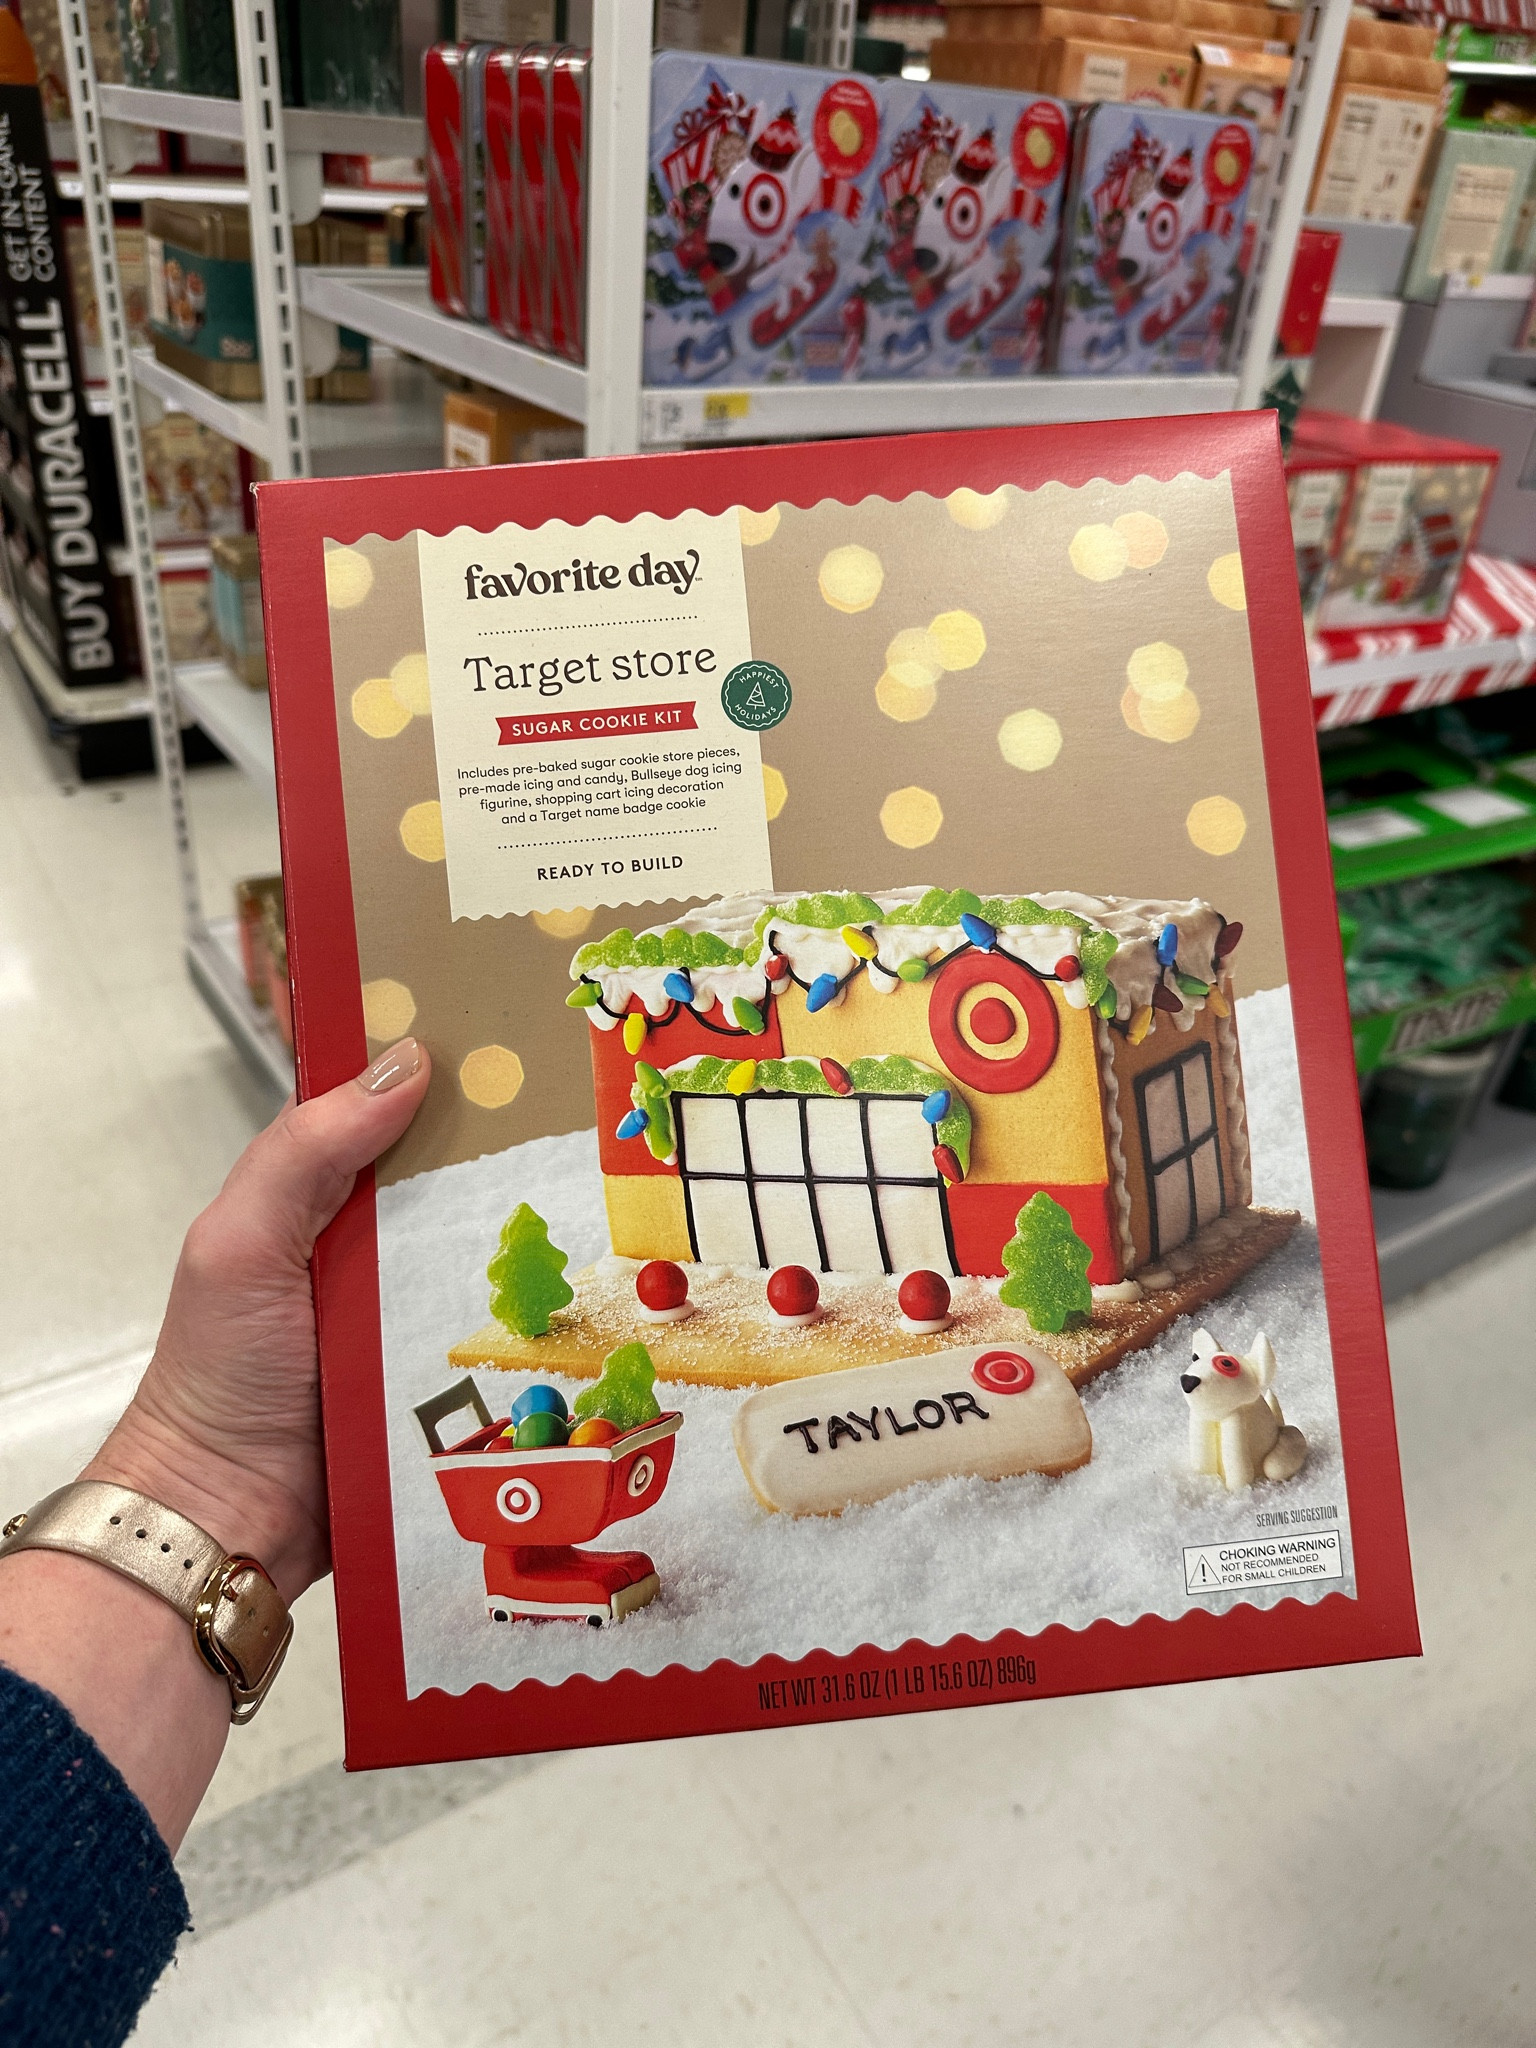 BUY DURACELL
GET IN-GAME
CONTENT
favorite day
Target store
SUGAR COOKIE KIT
HAPPIEST
HOLIDAYS
Includes pre-baked sugar cookie store pieces,
pre-made icing and candy, Bullseye dog icing
figurine, shopping cart icing decoration
and a Target name badge cookie
READY TO BUILD
TAYLOR
SERVING SUGGESTION
CHOKING WARNING
NOT RECOMMENDED
FOR SMALL CHILDREN
NET WT 31.6 OZ (1 LB 15.6 OZ) 896g